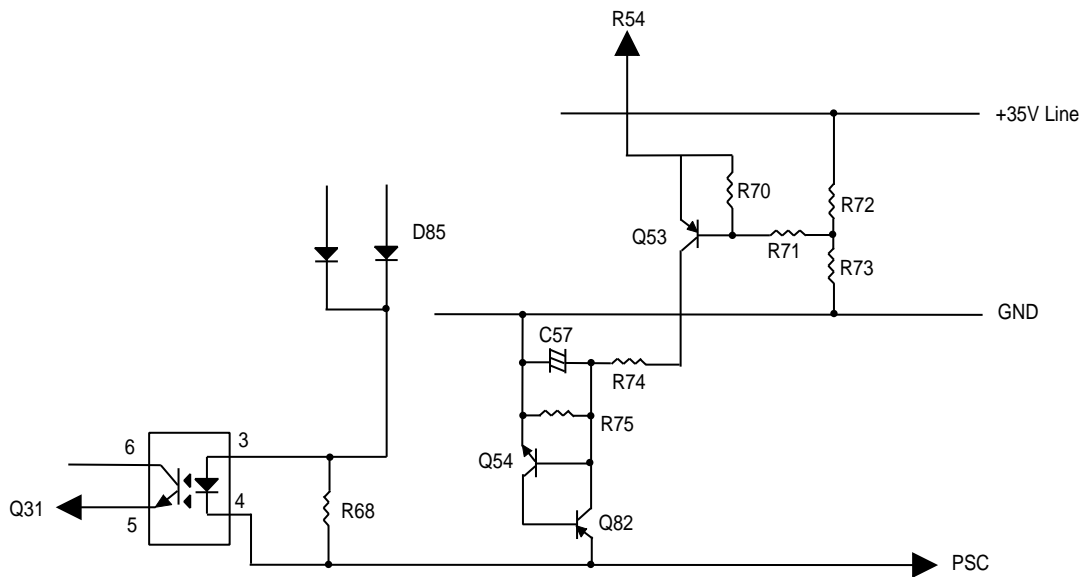 R54
+35V Line
R70
R72
D85
Q53
R71
R73
GND
C57
R74
R75
6
3
Q54
4
Q31
5
R68
Q82
PSC